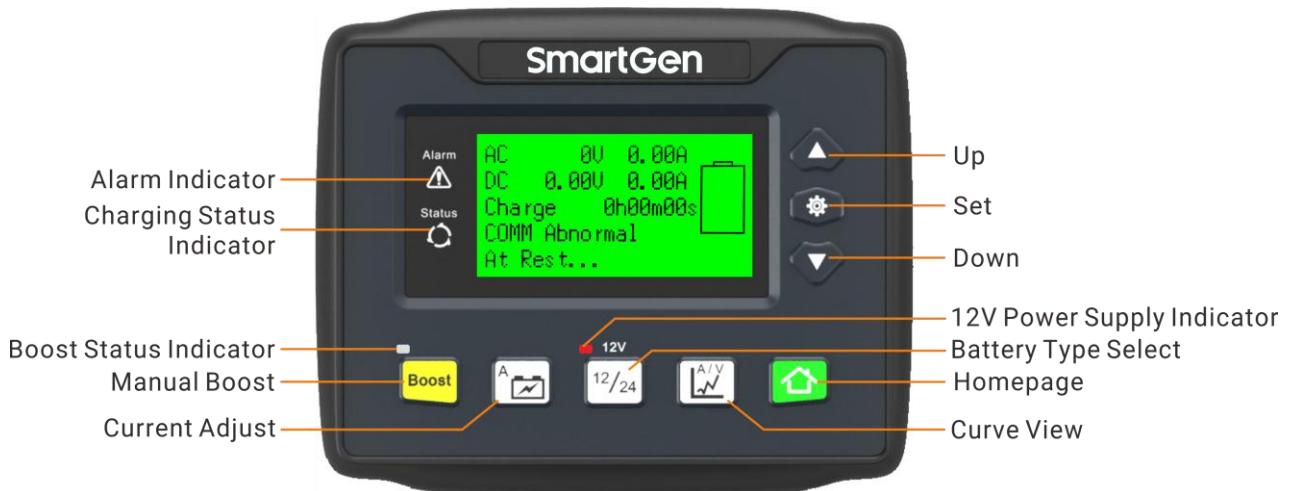 SmartGen
Alarm
Status
AC 0V 0.00A
DC 0.00V 0.00A
Charge 0h00m00s
COMM Abnormal
At Rest...
Alarm Indicator
Charging Status
Indicator
Up
Set
Down
12V Power Supply Indicator
Battery Type Select
Homepage
Curve View
Boost Status Indicator
Manual Boost
Current Adjust
12V
Boost
A
12/24
A/V